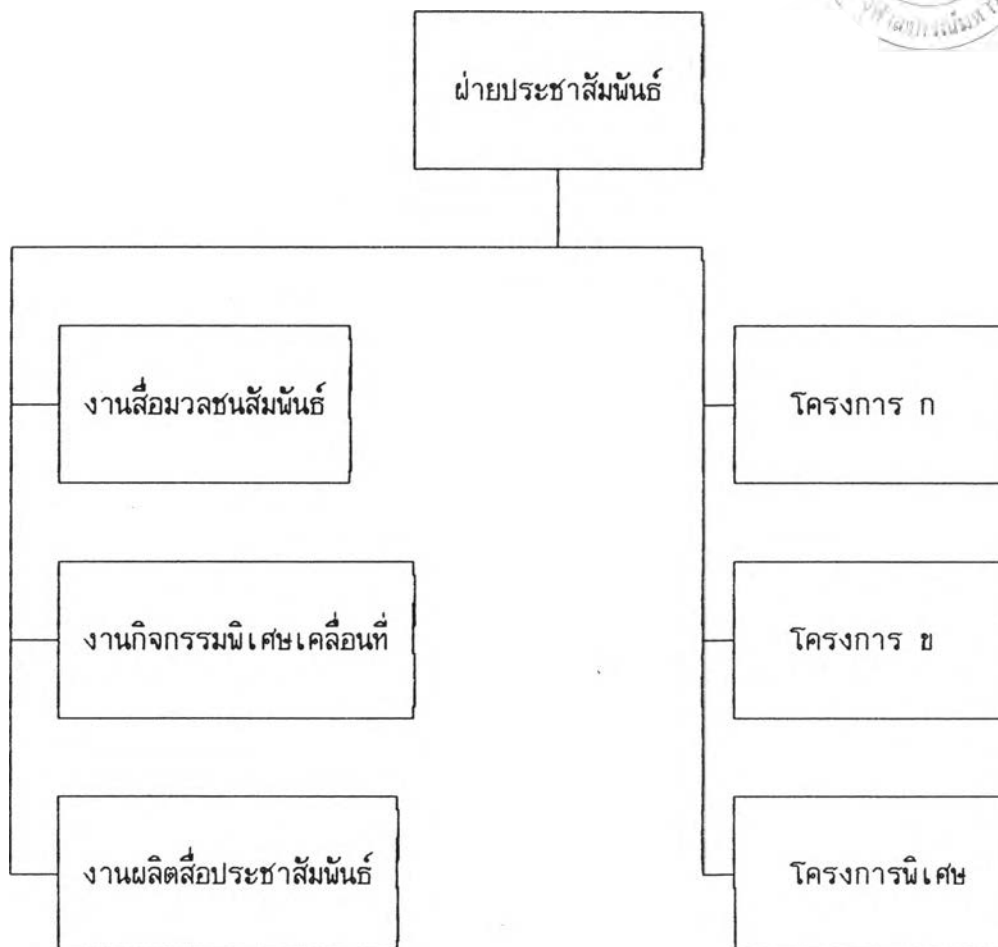 ฝ่ายประชาสัมพันธ์
งานสื่อมวลชนสัมพันธ์
โครงการ ก
งานกิจกรรมพิเศษเคลื่อนที่
โครงการ ข
งานผลิตสื่อประชาสัมพันธ์
โครงการพิเศษ